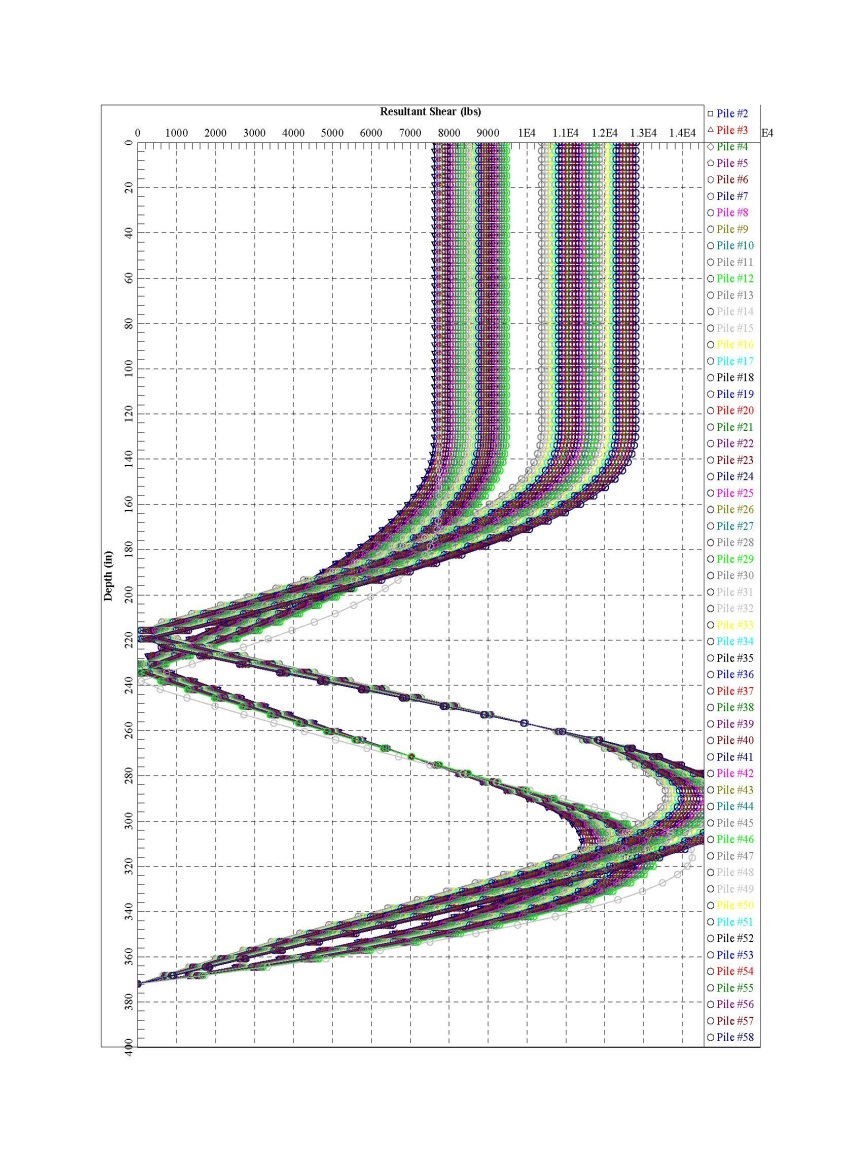 Resultant Shear (lbs)
0 1000 2000 3000 4000 5000 6000 7000 8000 9000 1E4 1.1E4 1.2E4 1.3E4 1.4E4 E4
Depth (in)
0
20
40
60
80
100
120
140
160
180
200
220
240
260
280
300
320
340
360
380
400
Pile #2
Pile #3
Pile #4
Pile #5
Pile #6
Pile #7
Pile #8
Pile #9
Pile #10
Pile #11
Pile #12
Pile #13
Pile #14
Pile #15
Pile #16
Pile #17
Pile #18
Pile #19
Pile #20
Pile #21
Pile #22
Pile #23
Pile #24
Pile #25
Pile #26
Pile #27
Pile #28
Pile #29
Pile #30
Pile #31
Pile #32
Pile #33
Pile #34
Pile #35
Pile #36
Pile #37
Pile #38
Pile #39
Pile #40
Pile #41
Pile #42
Pile #43
Pile #44
Pile #45
Pile #46
Pile #47
Pile #48
Pile #49
Pile #50
Pile #51
Pile #52
Pile #53
Pile #54
Pile #55
Pile #56
Pile #57
Pile #58